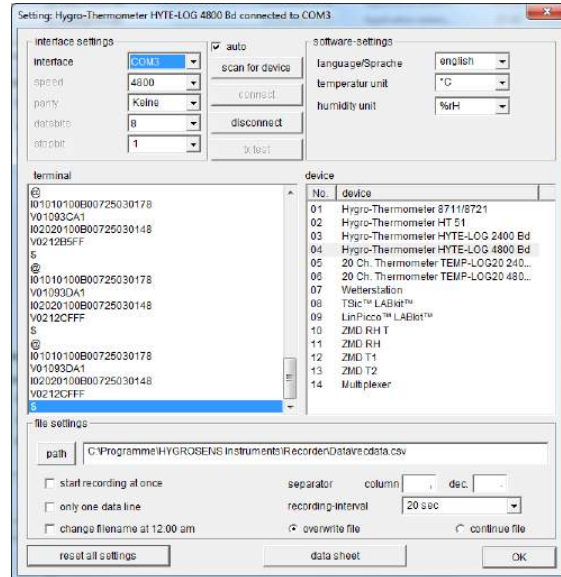 Setting: Hygro-Thermometer HYTE-LOG 4800 Bd connected to COM3
interface settings
interface COM3
speed 4800
parity Keine
databits 8
stopbit 1
auto
scan for device
connect
disconnect
tx test
software-settings
language/Sprache english
temperatur unit °C
humidity unit %rH
terminal
@
I01010100B00725030178
V01093CA1
I02020100B00725030148
V0212B5FF
$
@
I01010100B00725030178
V01093DA1
I02020100B00725030148
V0212CFFF
$
@
I01010100B00725030178
V01093DA1
I02020100B00725030148
V0212CFFF
$
device
No. device
01 Hygro-Thermometer 8711/8721
02 Hygro-Thermometer HT 51
03 Hygro-Thermometer HYTE-LOG 2400 Bd
04 Hygro-Thermometer HYTE-LOG 4800 Bd
05 20 Ch. Thermometer TEMP-LOG20 240...
06 20 Ch. Thermometer TEMP-LOG20 480...
07 Wetterstation
08 TSic™ LABkit™
09 LinPicco™ LABkit™
10 ZMD RH T
11 ZMD RH
12 ZMD T1
13 ZMD T2
14 Multiplexer
file settings
path C:\Programme\HYGROSENS Instruments\Recorder\Data\recdata.csv
start recording at once
only one data line
change filename at 12.00 am
separator column , dec. .
recording-interval 20 sec
overwrite file continue file
reset all settings data sheet OK